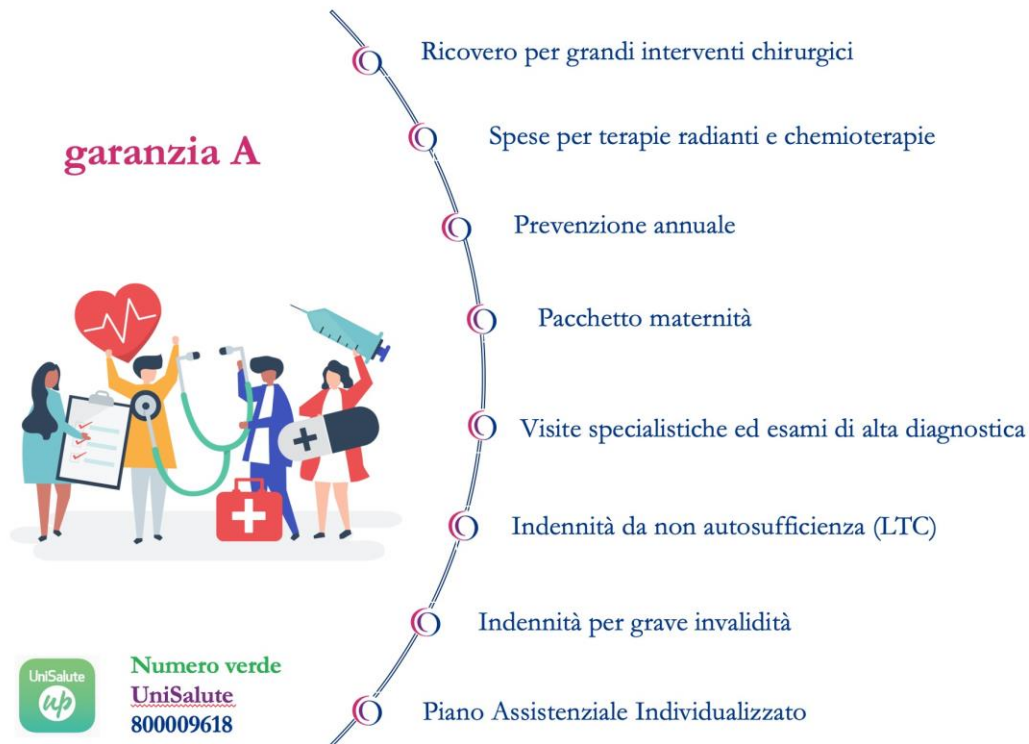 garanzia A
Ricovero per grandi interventi chirurgici
Spese per terapie radianti e chemioterapie
Prevenzione annuale
Pacchetto maternità
Visite specialistiche ed esami di alta diagnostica
Indennità da non autosufficienza (LTC)
Indennità per grave invalidità
Piano Assistenziale Individualizzato
UniSalute
up
Numero verde
UniSalute
800009618